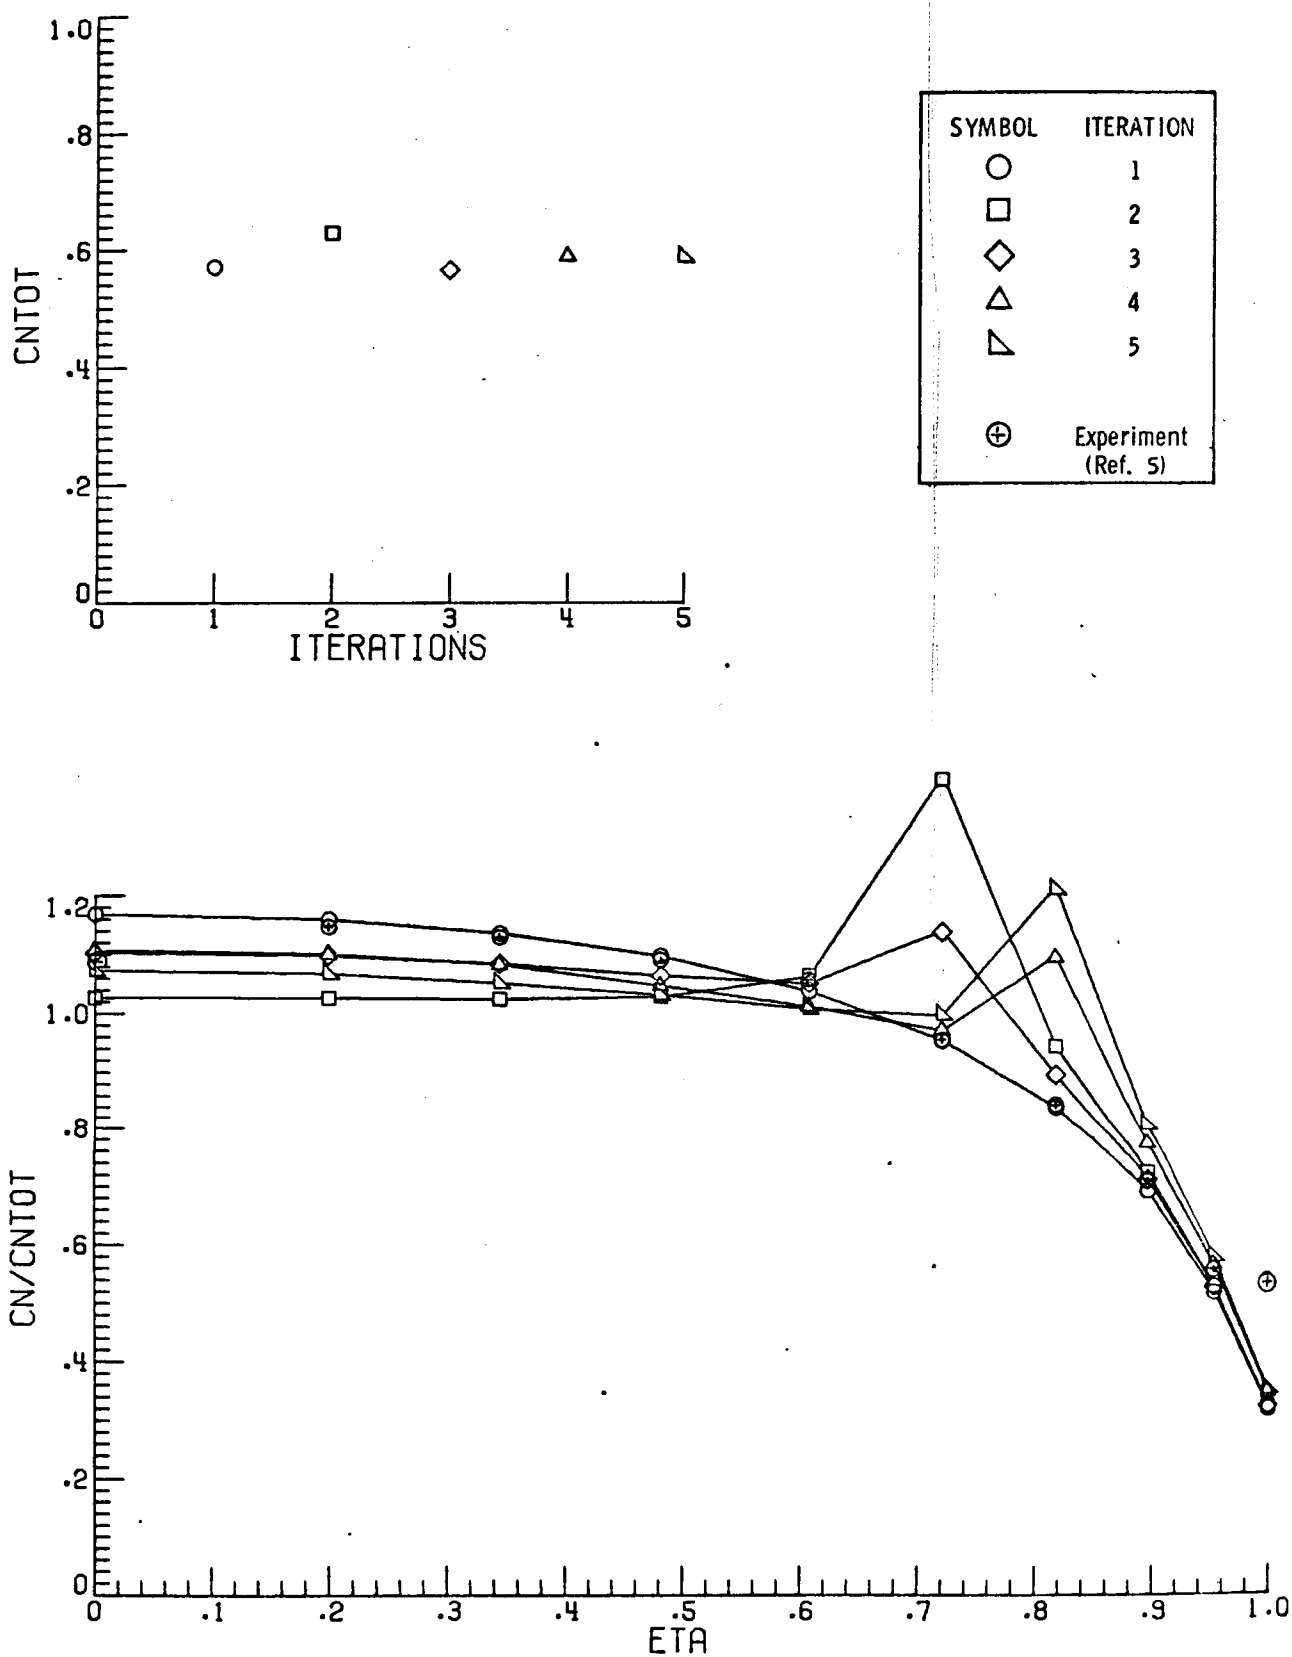 1.0
.8
.6
.4
.2
0
CNTOT
0 1 2 3 4 5
ITERATIONS
SYMBOL ITERATION
1
2
3
4
5
Experiment
(Ref. 5)
1.2
1.0
.8
.6
.4
.2
0
CN/CNTOT
0 .1 .2 .3 .4 .5 .6 .7 .8 .9 1.0
ETA